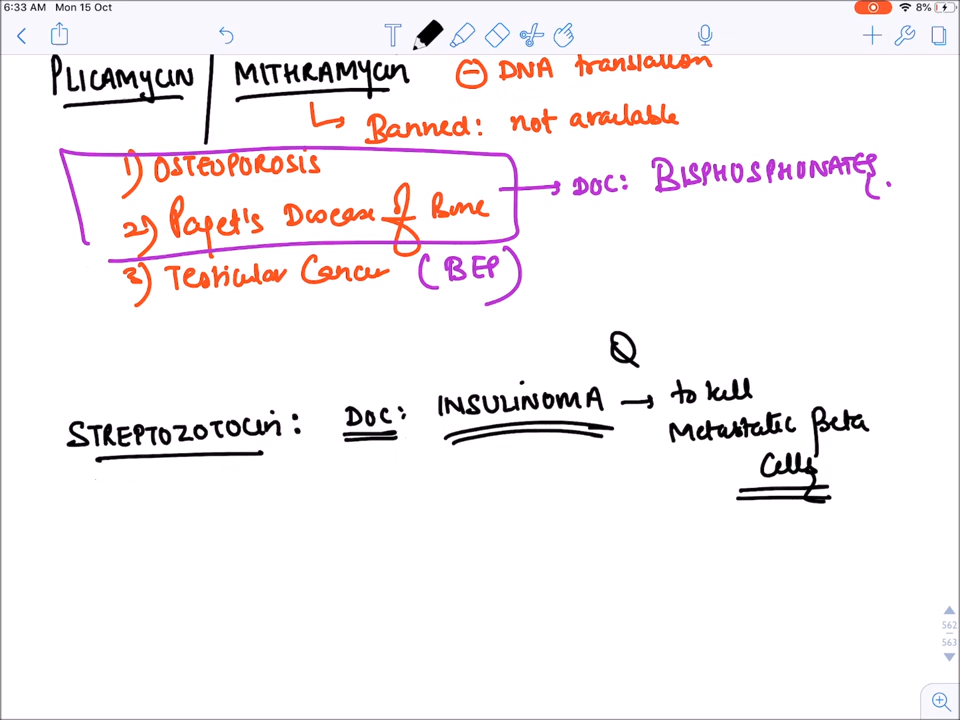 6:33 AM Mon 15 Oct 8%
T
PLICAMYCIN / MITHRAMYCIN ⊖ DNA translation
Banned: not available
1) OSTEOPOROSIS
2) Paget's Disease of Bone → DOC: BISPHOSPHONATES.
3) Testicular Cancer (BEP)
Q
STREPTOZOTOCIN: DOC: INSULINOMA → to kill
Metastatic Beta
Cells
562
563